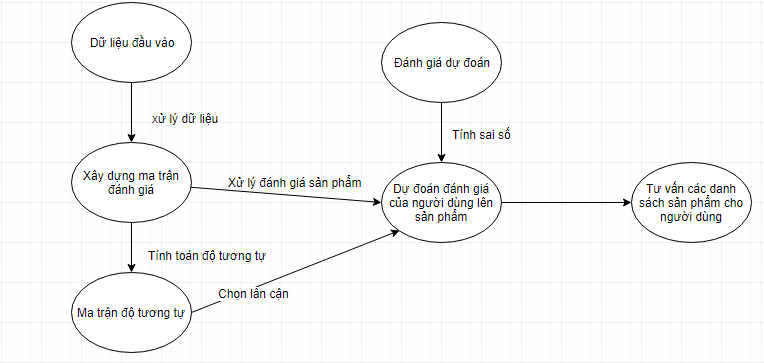 Dữ liệu đầu vào
Đánh giá dự đoán
xử lý dữ liệu
Tính sai số
Xây dựng ma trận
đánh giá
Xử lý đánh giá sản phẩm
Dự đoán đánh giá
của người dùng lên
sản phẩm
Tư vấn các danh
sách sản phẩm cho
người dùng
Tính toán độ tương tự
Chọn lân cận
Ma trận độ tương tự